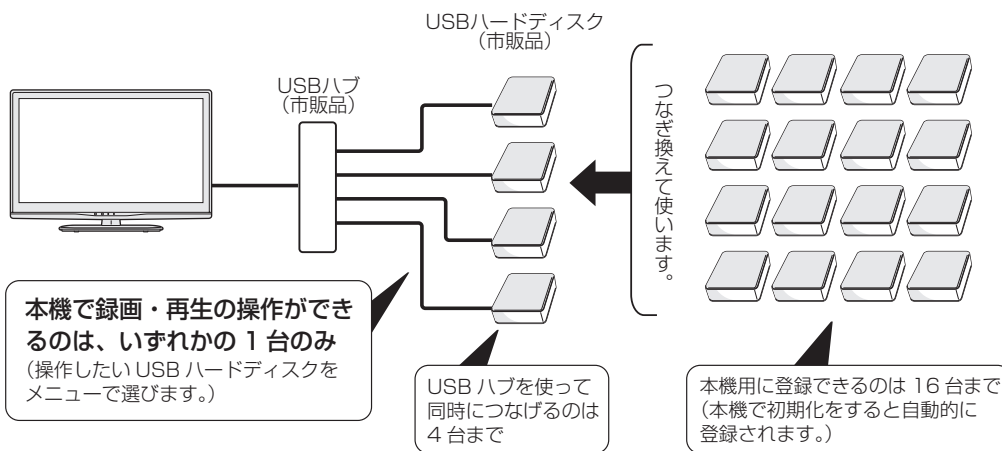 USBハードディスク
（市販品）
USBハブ
（市販品）
つなぎ換えて使います。
本機で録画・再生の操作ができ
るのは、いずれかの 1 台のみ
（操作したい USB ハードディスクを
メニューで選びます。）
USB ハブを使って
同時につなげるのは
4 台まで
本機用に登録できるのは 16 台まで
（本機で初期化をすると自動的に
登録されます。）